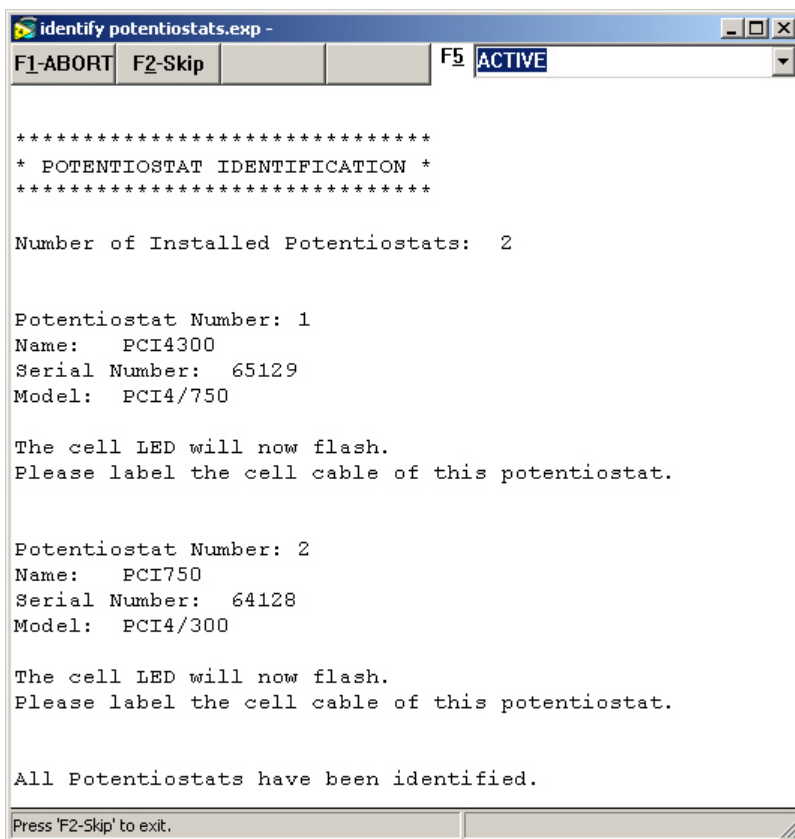 identify potentiostats.exp -
F1-ABORT F2-Skip F5 ACTIVE
*******************************
* POTENTIOSTAT IDENTIFICATION *
*******************************
Number of Installed Potentiostats:  2
Potentiostat Number: 1
Name:   PCI4300
Serial Number:  65129
Model:  PCI4/750
The cell LED will now flash.
Please label the cell cable of this potentiostat.
Potentiostat Number: 2
Name:   PCI750
Serial Number:  64128
Model:  PCI4/300
The cell LED will now flash.
Please label the cell cable of this potentiostat.
All Potentiostats have been identified.
Press 'F2-Skip' to exit.